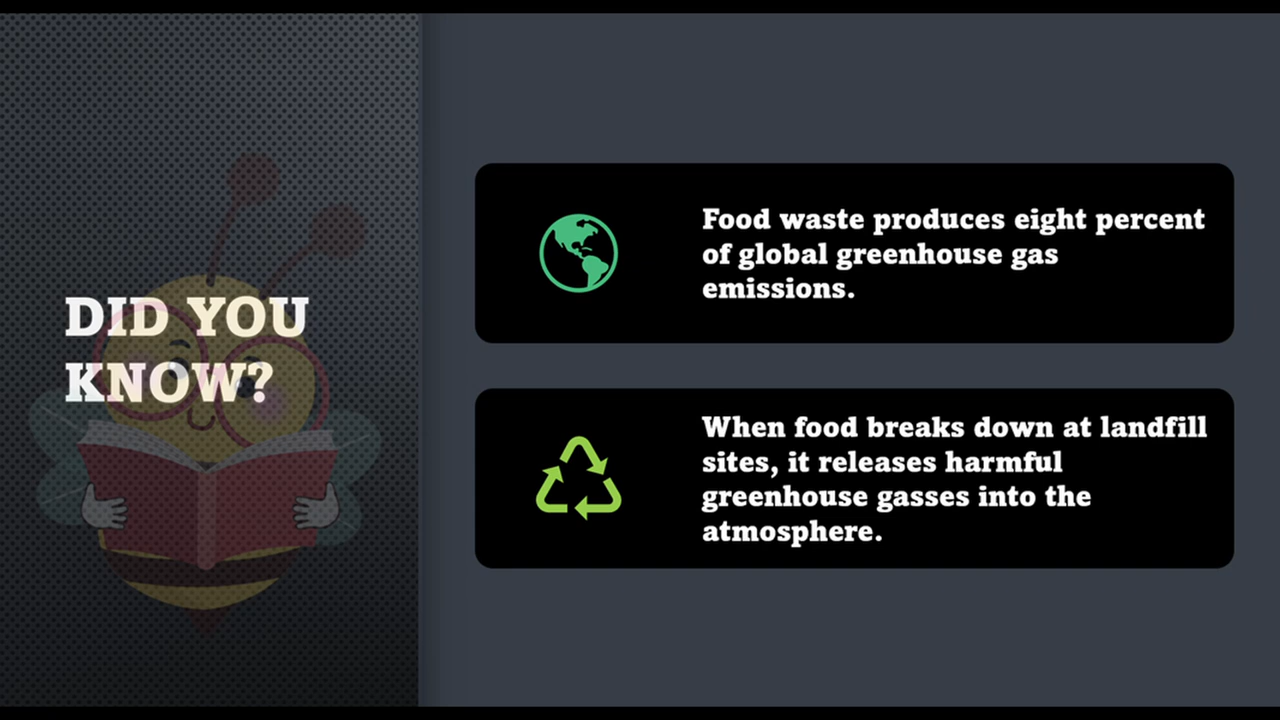 DID YOU
KNOW?
Food waste produces eight percent
of global greenhouse gas
emissions.
When food breaks down at landfill
sites, it releases harmful
greenhouse gasses into the
atmosphere.